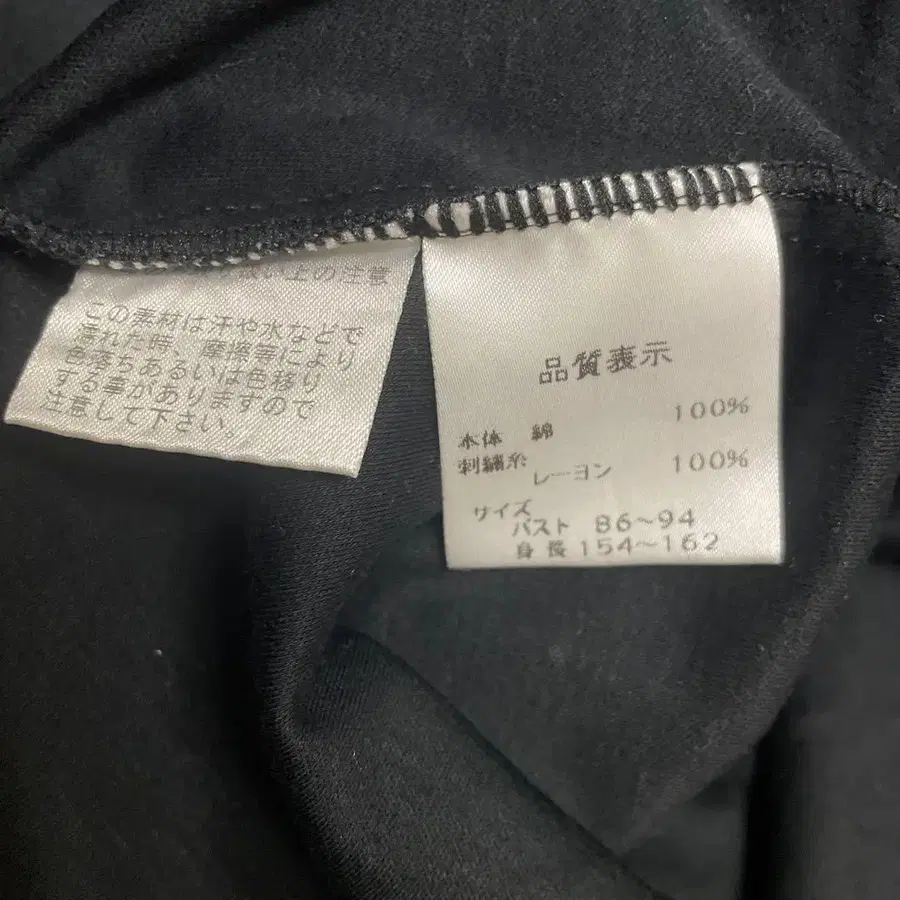 い上の注意
この素材は汗や水などで
濡れた時、摩擦等により
色落ちあるいは色移り
する事がありますので
注意して下さい。
品質表示
本体 綿 100%
刺繍糸 レーヨン 100%
サイズ
バスト 86~94
身長 154~162